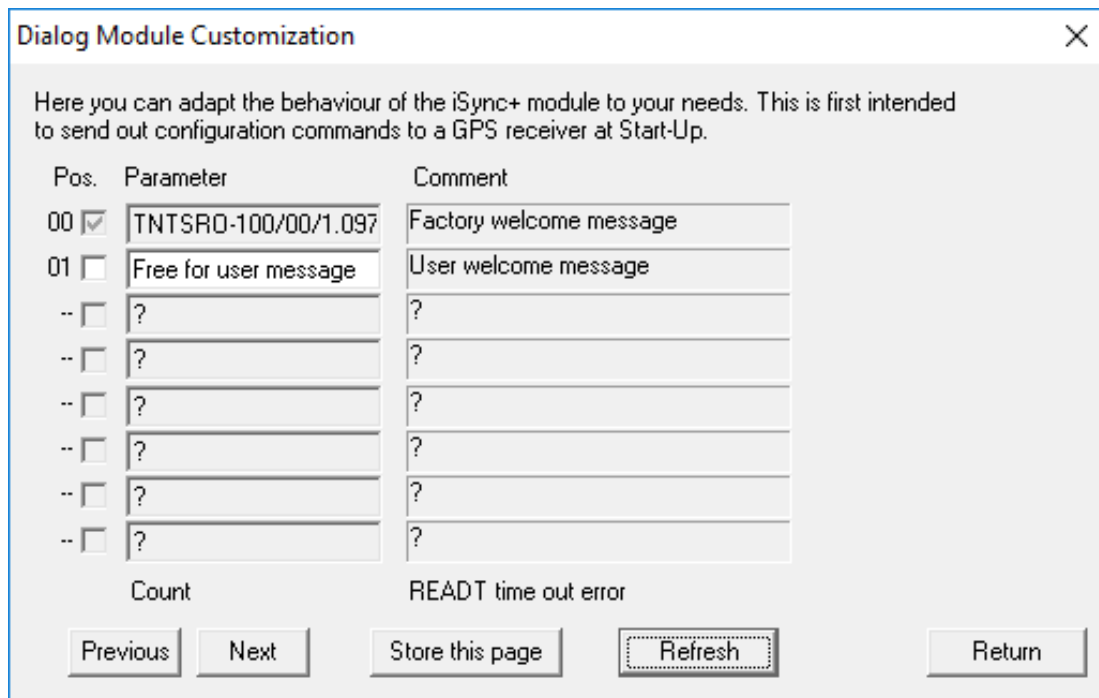 Dialog Module Customization
Here you can adapt the behaviour of the iSync+ module to your needs. This is first intended
to send out configuration commands to a GPS receiver at Start-Up.
Pos. Parameter Comment
00 TNTSRO-100/00/1.097 Factory welcome message
01 Free for user message User welcome message
-- ? ?
-- ? ?
-- ? ?
-- ? ?
-- ? ?
-- ? ?
Count READT time out error
Previous Next Store this page Refresh Return